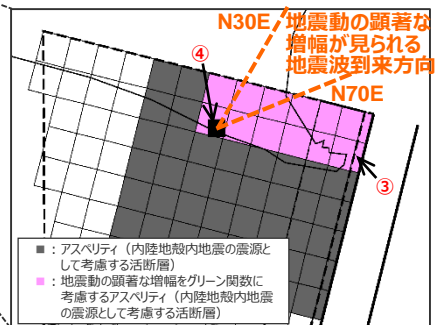 N30E 地震動の顕著な
増幅が見られる
地震波到来方向
N70E
④
③
■：アスペリティ（内陸地殻内地震の震源と
して考慮する活断層）
■：地震動の顕著な増幅をグリーン関数に
考慮するアスペリティ（内陸地殻内地震
の震源として考慮する活断層）